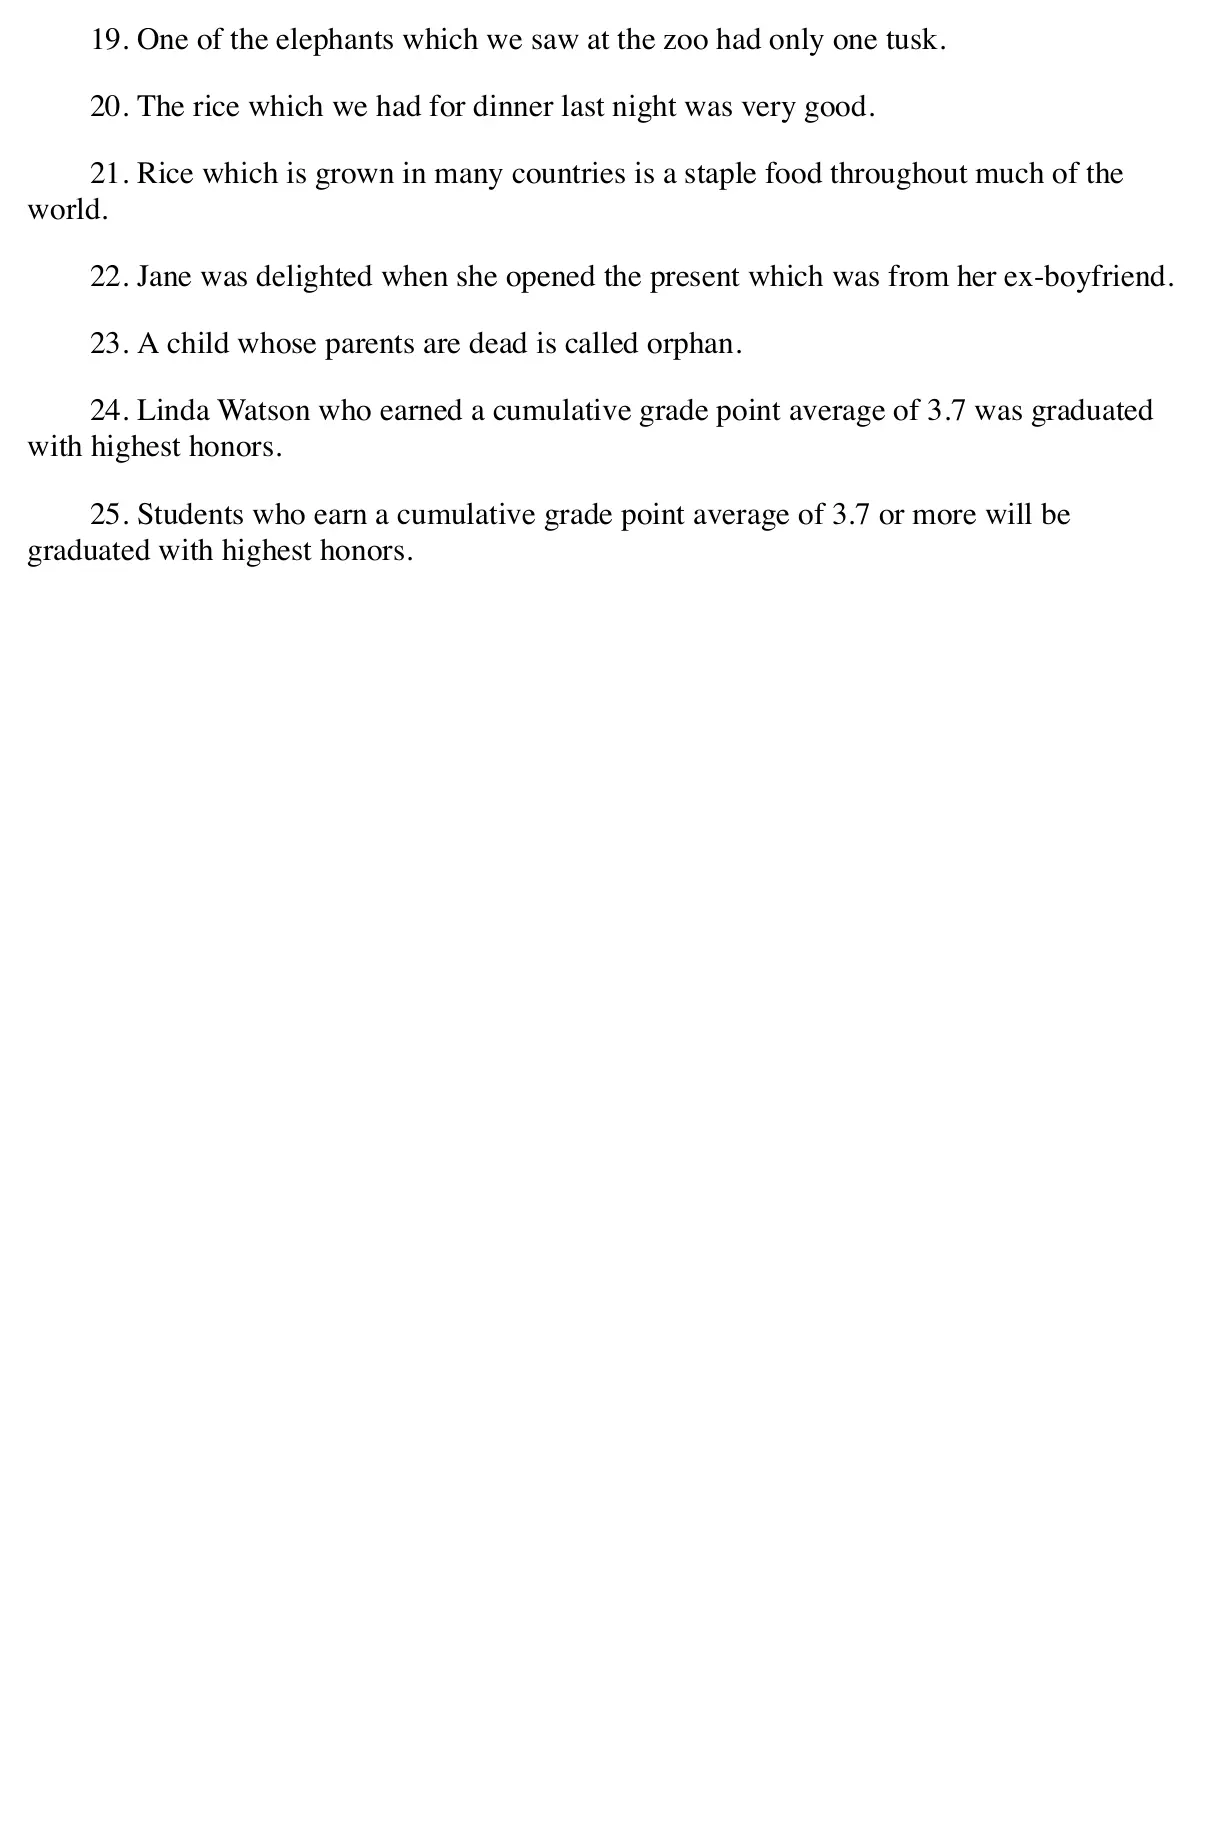 19. One of the elephants which we saw at the zoo had only one tusk.
20. The rice which we had for dinner last night was very good.
21. Rice which is grown in many countries is a staple food throughout much of the
world.
22. Jane was delighted when she opened the present which was from her ex-boyfriend.
23. A child whose parents are dead is called orphan.
24. Linda Watson who earned a cumulative grade point average of 3.7 was graduated
with highest honors.
25. Students who earn a cumulative grade point average of 3.7 or more will be
graduated with highest honors.